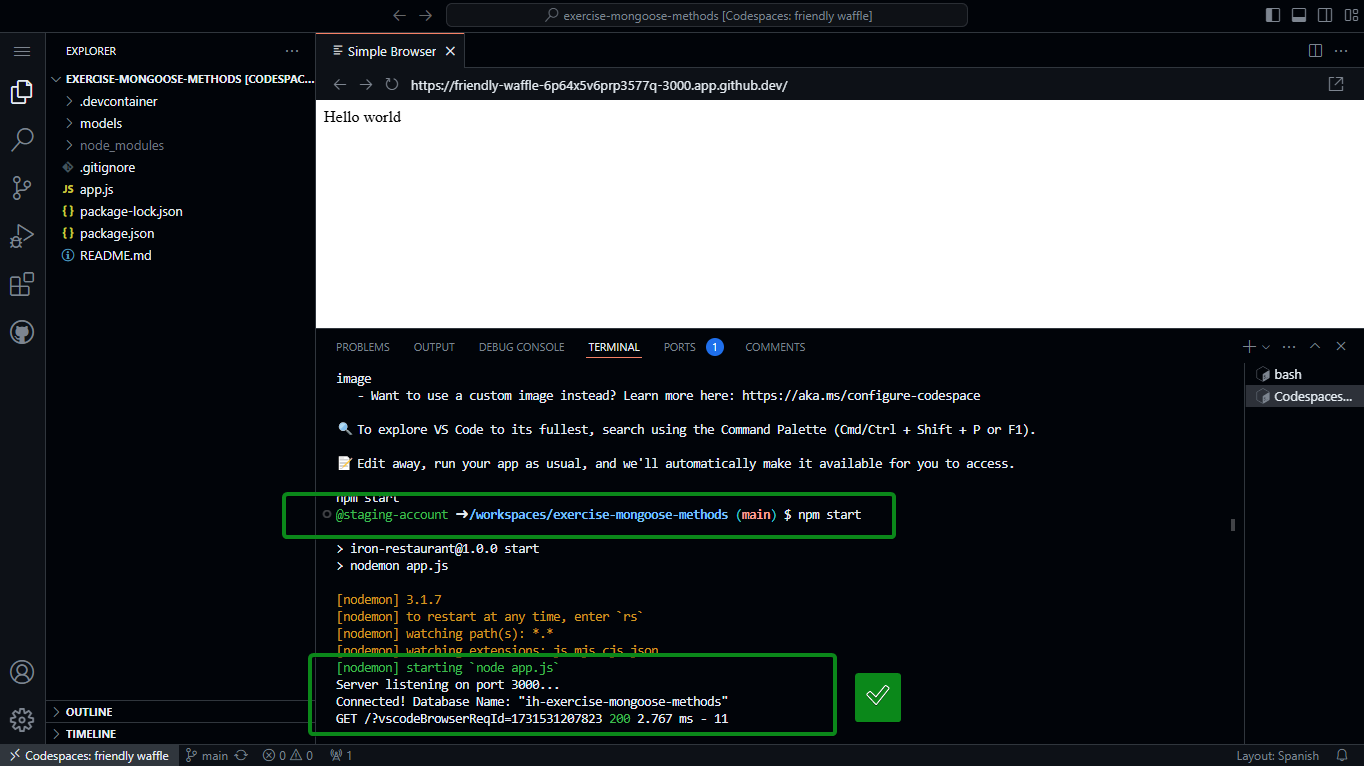 exercise-mongoose-methods [Codespaces: friendly waffle]
EXPLORER
EXERCISE-MONGOOSE-METHODS [CODESPAC...
.devcontainer
models
node_modules
.gitignore
JS app.js
{} package-lock.json
{} package.json
README.md
OUTLINE
TIMELINE
Simple Browser
https://friendly-waffle-6p64x5v6prp3577q-3000.app.github.dev/
Hello world
PROBLEMS OUTPUT DEBUG CONSOLE TERMINAL PORTS 1 COMMENTS
image
- Want to use a custom image instead? Learn more here: https://aka.ms/configure-codespace
To explore VS Code to its fullest, search using the Command Palette (Cmd/Ctrl + Shift + P or F1).
Edit away, run your app as usual, and we'll automatically make it available for you to access.
npm start
@staging-account ➜/workspaces/exercise-mongoose-methods (main) $ npm start
> iron-restaurant@1.0.0 start
> nodemon app.js
[nodemon] 3.1.7
[nodemon] to restart at any time, enter `rs`
[nodemon] watching path(s): *.*
[nodemon] watching extensions: js,mjs,cjs,json
[nodemon] starting `node app.js`
Server listening on port 3000...
Connected! Database Name: "ih-exercise-mongoose-methods"
GET /?vscodeBrowserReqId=1731531207823 200 2.767 ms - 11
bash
Codespaces...
Codespaces: friendly waffle main 0 0 1 Layout: Spanish